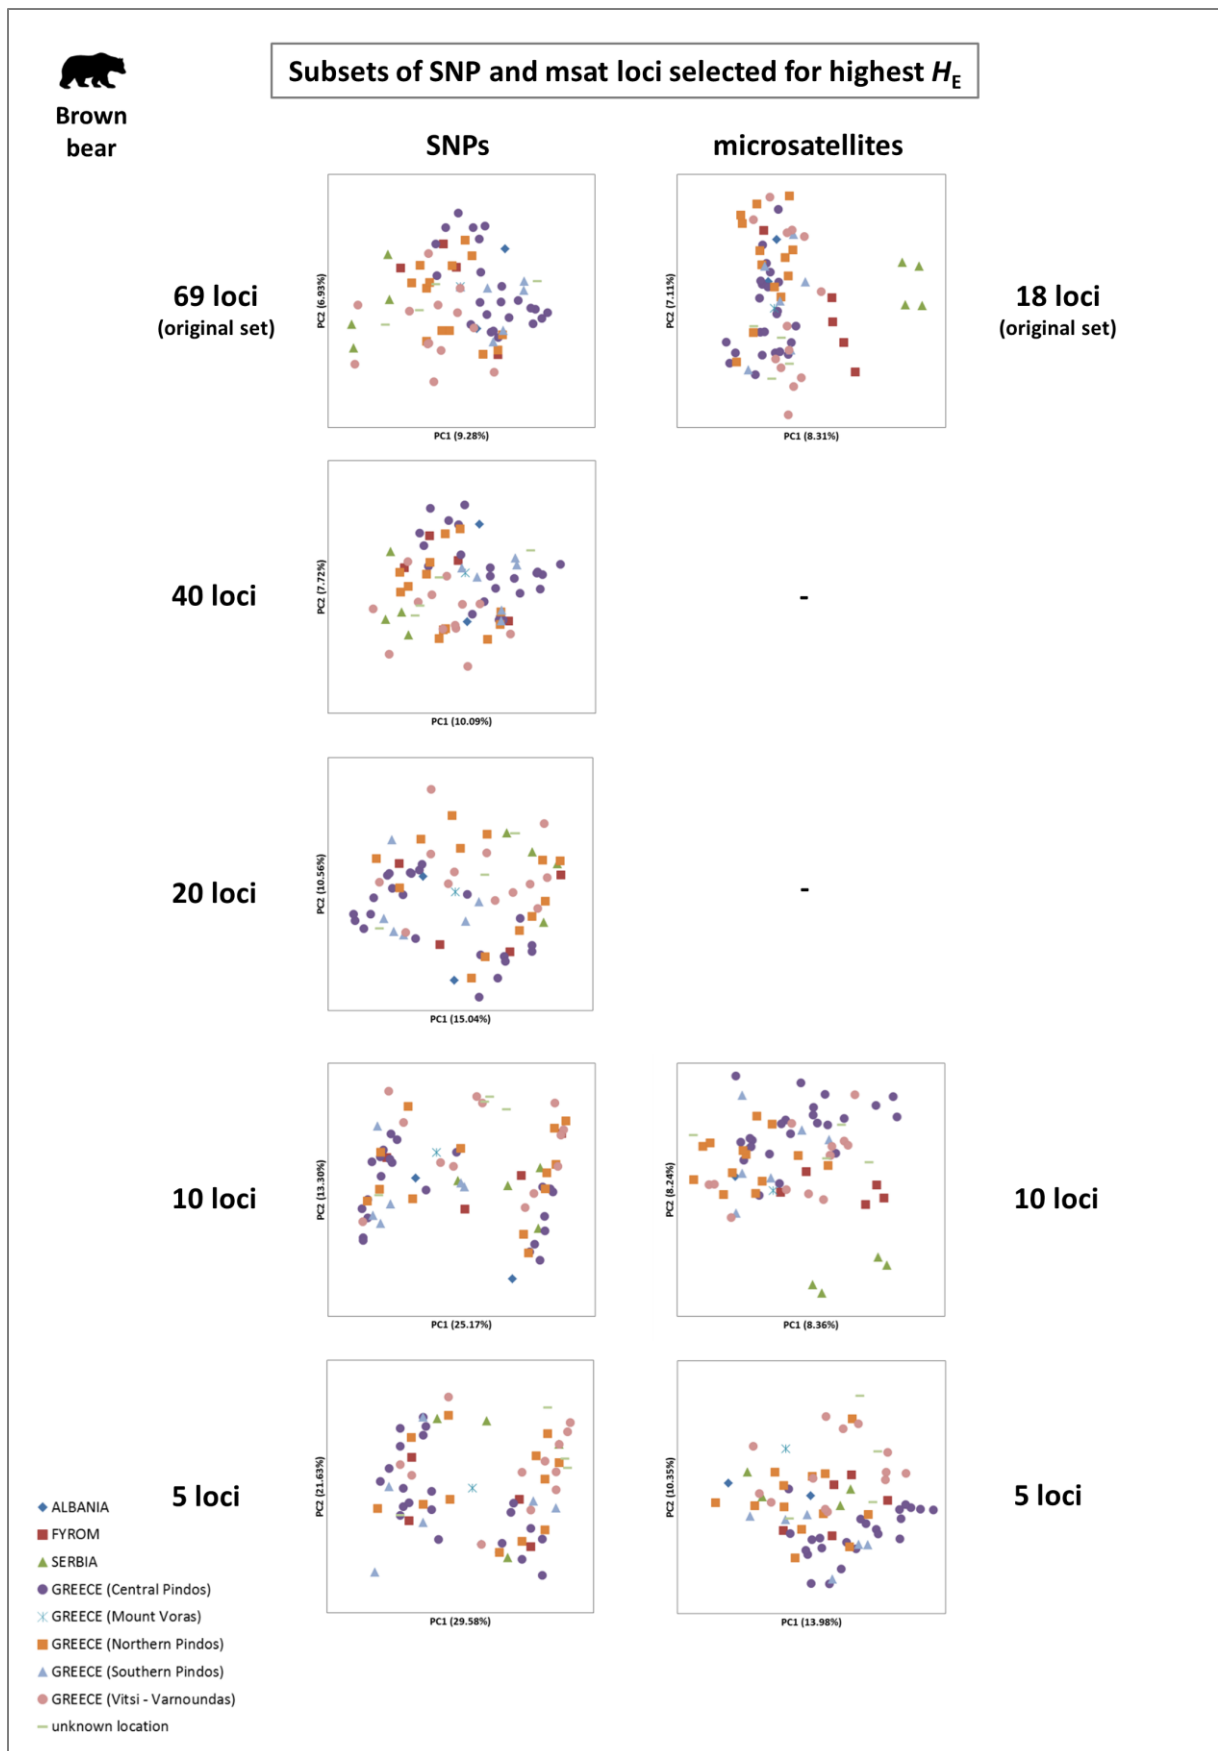 Subsets of SNP and msat loci selected for highest HE
Brown
bear
SNPs
microsatellites
69 loci
(original set)
PC2 (6.93%)
PC1 (9.28%)
PC2 (7.11%)
PC1 (8.31%)
18 loci
(original set)
40 loci
PC2 (7.72%)
PC1 (10.09%)
-
20 loci
PC2 (10.56%)
PC1 (15.04%)
-
10 loci
PC2 (13.30%)
PC1 (25.17%)
PC2 (8.24%)
PC1 (8.36%)
10 loci
5 loci
PC2 (21.63%)
PC1 (29.58%)
PC2 (10.35%)
PC1 (13.98%)
5 loci
ALBANIA
FYROM
SERBIA
GREECE (Central Pindos)
GREECE (Mount Voras)
GREECE (Northern Pindos)
GREECE (Southern Pindos)
GREECE (Vitsi - Varnoundas)
unknown location